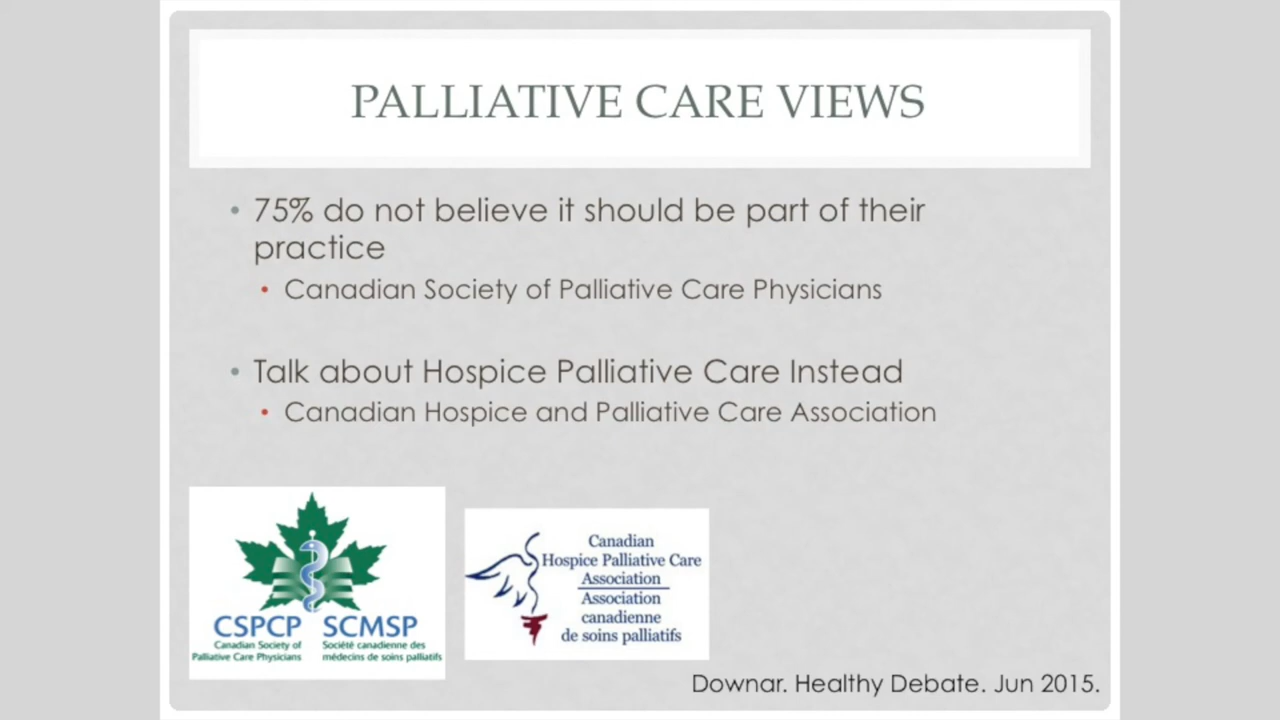 PALLIATIVE CARE VIEWS
• 75% do not believe it should be part of their
practice
• Canadian Society of Palliative Care Physicians
• Talk about Hospice Palliative Care Instead
• Canadian Hospice and Palliative Care Association
CSPCP SCMSP
Canadian Society of
Palliative Care Physicians
Société canadienne des
médecins de soins palliatifs
Canadian
Hospice Palliative Care
Association
Association
canadienne
de soins palliatifs
Downar. Healthy Debate. Jun 2015.